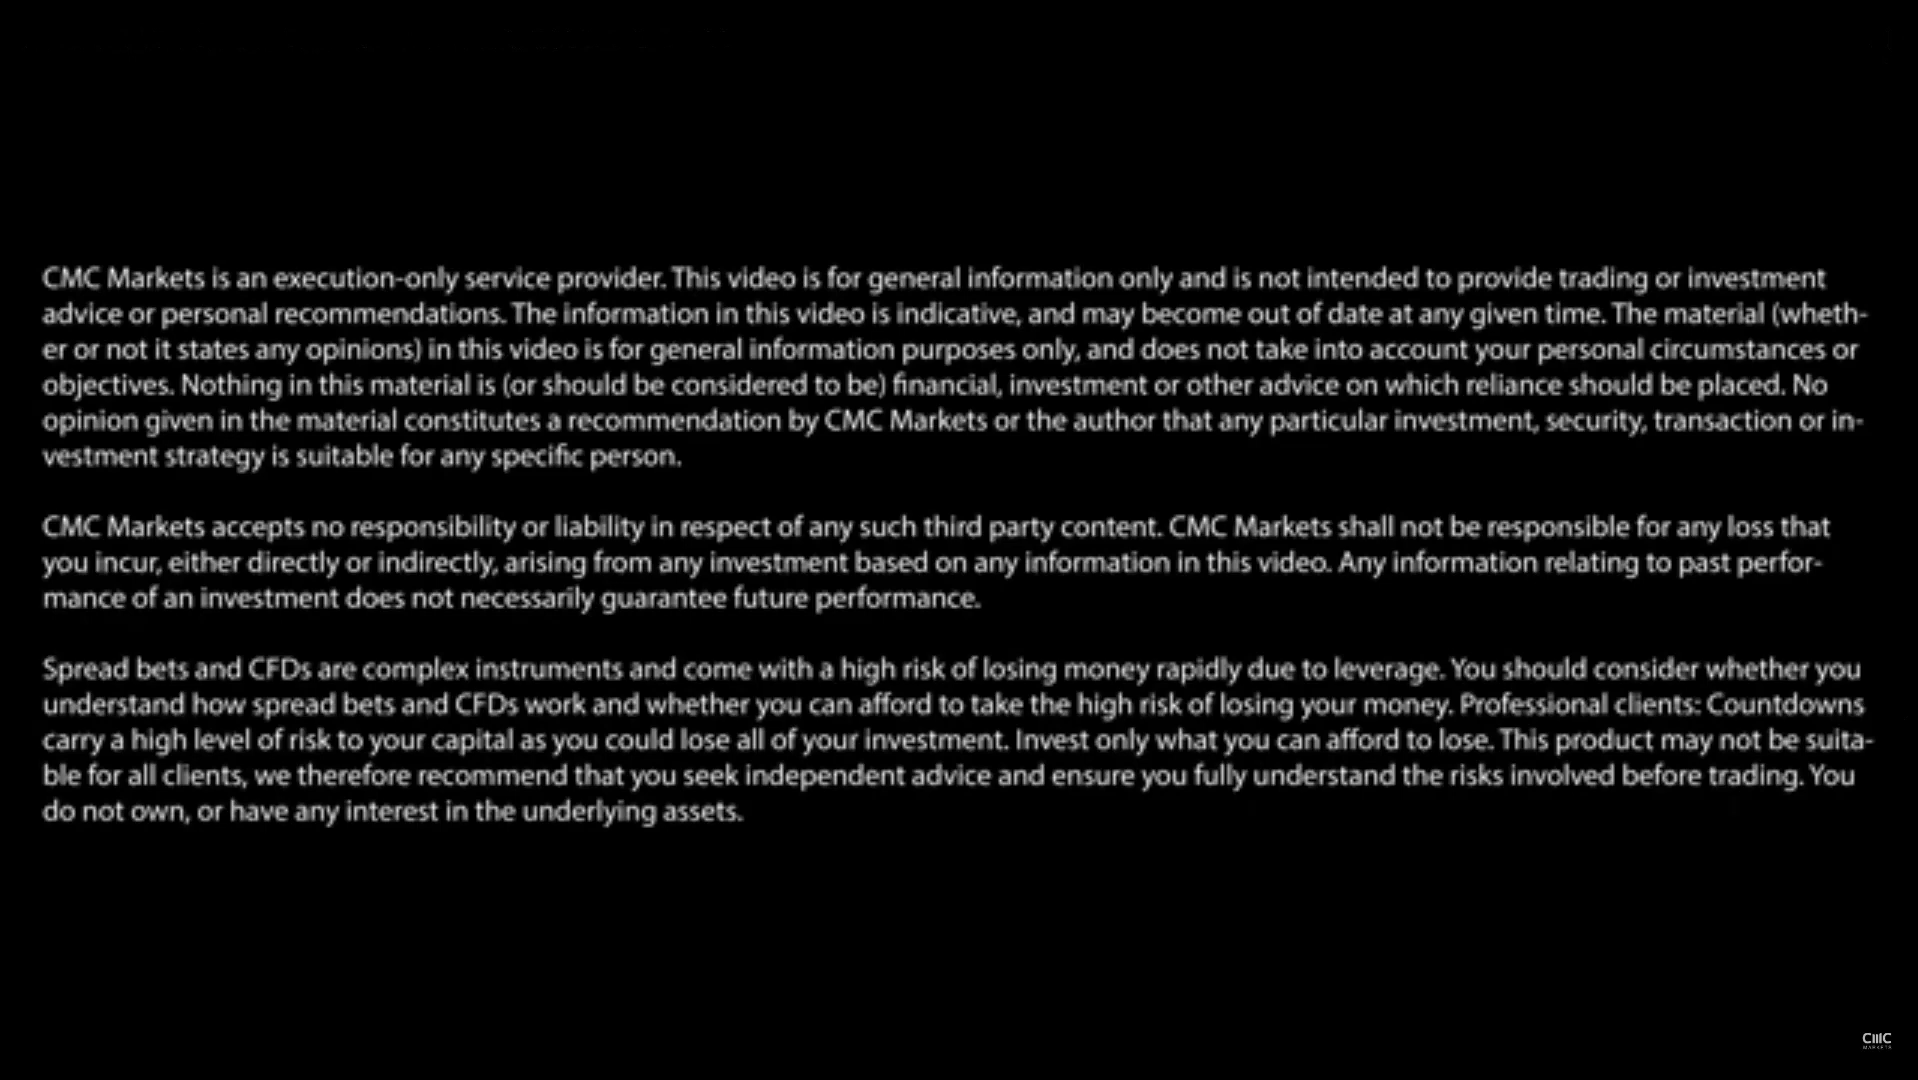 CMC Markets is an execution-only service provider. This video is for general information only and is not intended to provide trading or investment
advice or personal recommendations. The information in this video is indicative, and may become out of date at any given time. The material (wheth-
er or not it states any opinions) in this video is for general information purposes only, and does not take into account your personal circumstances or
objectives. Nothing in this material is (or should be considered to be) financial, investment or other advice on which reliance should be placed. No
opinion given in the material constitutes a recommendation by CMC Markets or the author that any particular investment, security, transaction or in-
vestment strategy is suitable for any specific person.
CMC Markets accepts no responsibility or liability in respect of any such third party content. CMC Markets shall not be responsible for any loss that
you incur, either directly or indirectly, arising from any investment based on any information in this video. Any information relating to past perfor-
mance of an investment does not necessarily guarantee future performance.
Spread bets and CFDs are complex instruments and come with a high risk of losing money rapidly due to leverage. You should consider whether you
understand how spread bets and CFDs work and whether you can afford to take the high risk of losing your money. Professional clients: Countdowns
carry a high level of risk to your capital as you could lose all of your investment. Invest only what you can afford to lose. This product may not be suita-
ble for all clients, we therefore recommend that you seek independent advice and ensure you fully understand the risks involved before trading. You
do not own, or have any interest in the underlying assets.
CMC
MARKETS